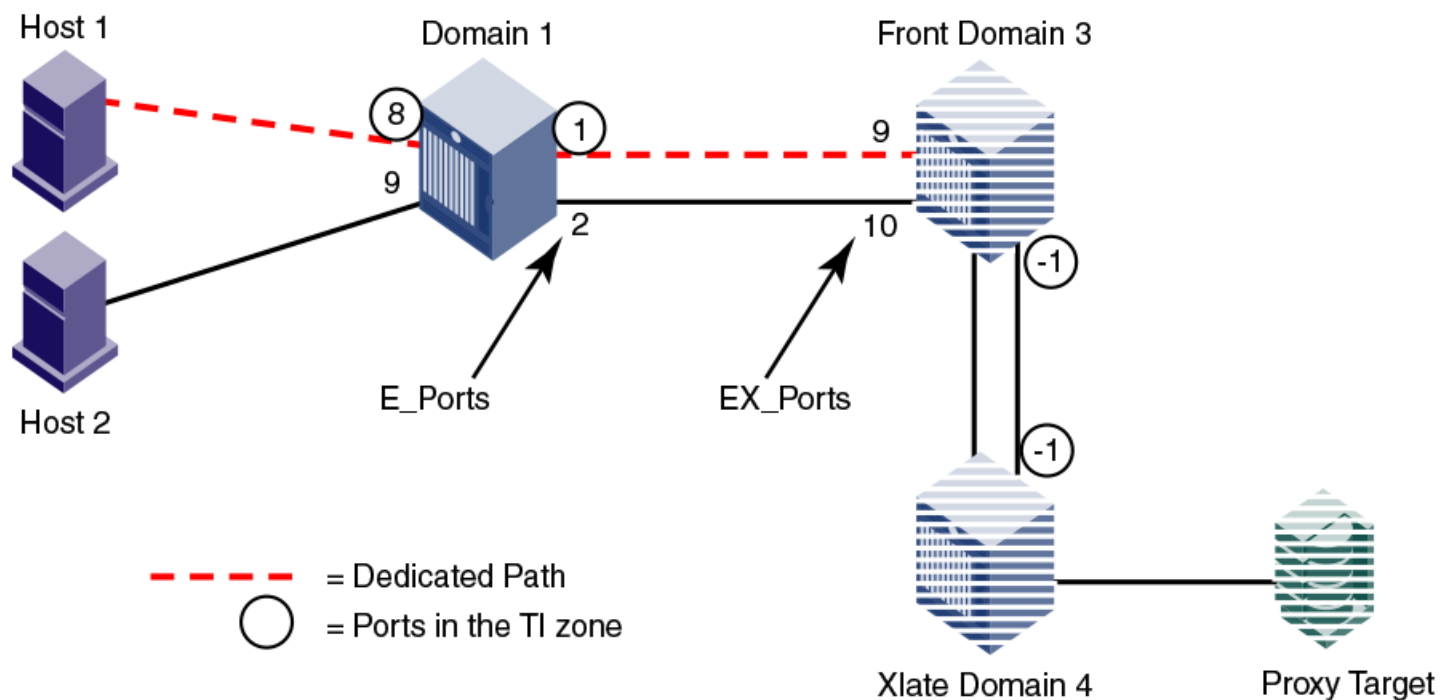 Host 1
Domain 1
Front Domain 3
8
1
9
9
2
10
-1
E_Ports
EX_Ports
Host 2
-1
= Dedicated Path
= Ports in the TI zone
Xlate Domain 4
Proxy Target